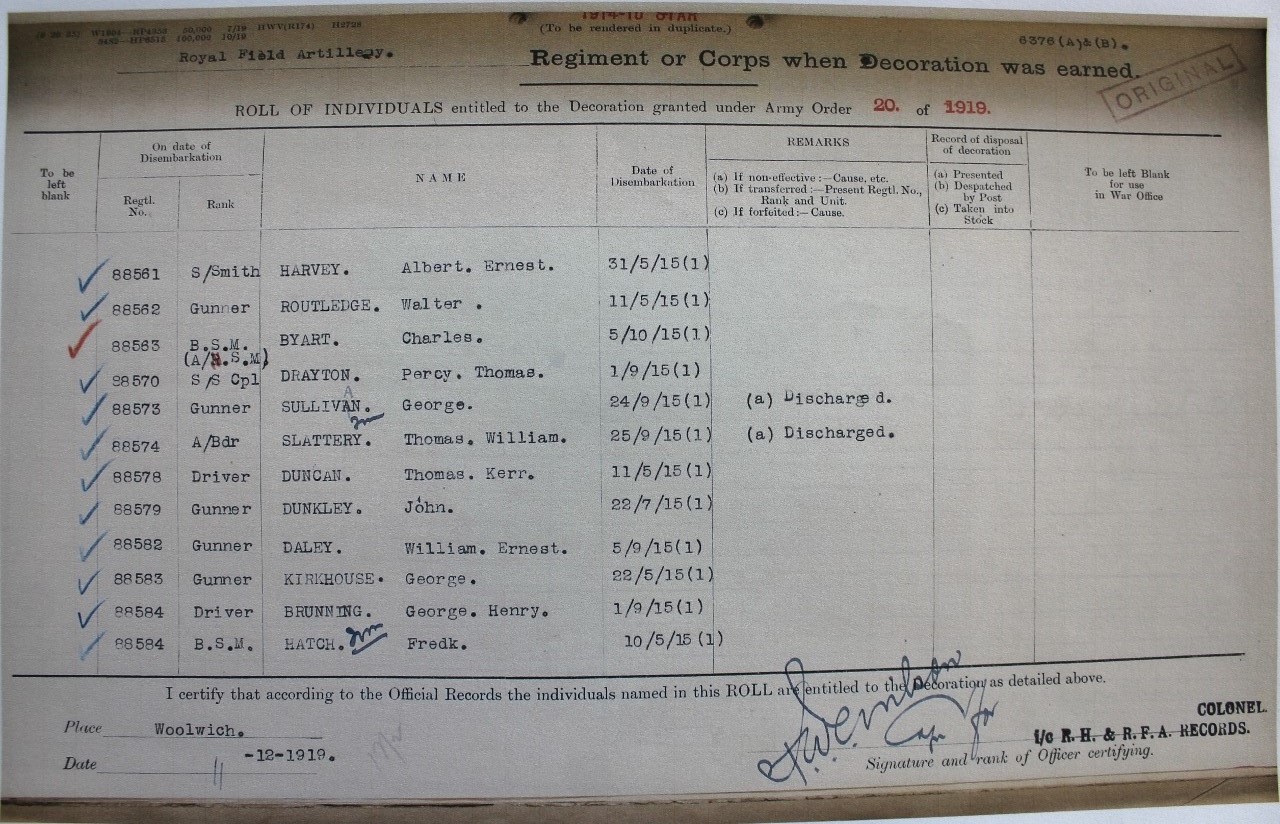 1914-15 STAR
(To be rendered in duplicate.)
6376(A)&(B).
Royal Field Artillery. Regiment or Corps when Decoration was earned.
ORIGINAL
ROLL OF INDIVIDUALS entitled to the Decoration granted under Army Order 20. of 1919.
To be left blank
On date of Disembarkation
Regtl. No.
Rank
NAME
Date of Disembarkation
REMARKS
(a) If non-effective :—Cause, etc.
(b) If transferred :—Present Regtl. No., Rank and Unit.
(c) If forfeited :— Cause.
Record of disposal of decoration
(a) Presented
(b) Despatched by Post
(c) Taken into Stock
To be left Blank for use in War Office
88561 S/Smith HARVEY. Albert. Ernest. 31/5/15(1)
88562 Gunner ROUTLEDGE. Walter . 11/5/15(1)
88563 B.S.M. BYART. Charles. 5/10/15(1)
(A/R.S.M)
88570 S/S Cpl DRAYTON. Percy. Thomas. 1/9/15(1)
88573 Gunner SULLIVAN. George. 24/9/15(1) (a) Discharged.
88574 A/Bdr SLATTERY. Thomas. William. 25/9/15(1) (a) Discharged.
88578 Driver DUNCAN. Thomas. Kerr. 11/5/15(1)
88579 Gunner DUNKLEY. John. 22/7/15(1)
88582 Gunner DALEY. William. Ernest. 5/9/15(1)
88583 Gunner KIRKHOUSE. George. 22/5/15(1)
88584 Driver BRUNNING. George. Henry. 1/9/15(1)
88584 B.S.M. HATCH. Fredk. 10/5/15(1)
I certify that according to the Official Records the individuals named in this ROLL are entitled to the Decoration as detailed above.
Place Woolwich.
Date 11 -12-1919.
Capt for
COLONEL.
i/c R. H. & R. F. A. RECORDS.
Signature and rank of Officer certifying.